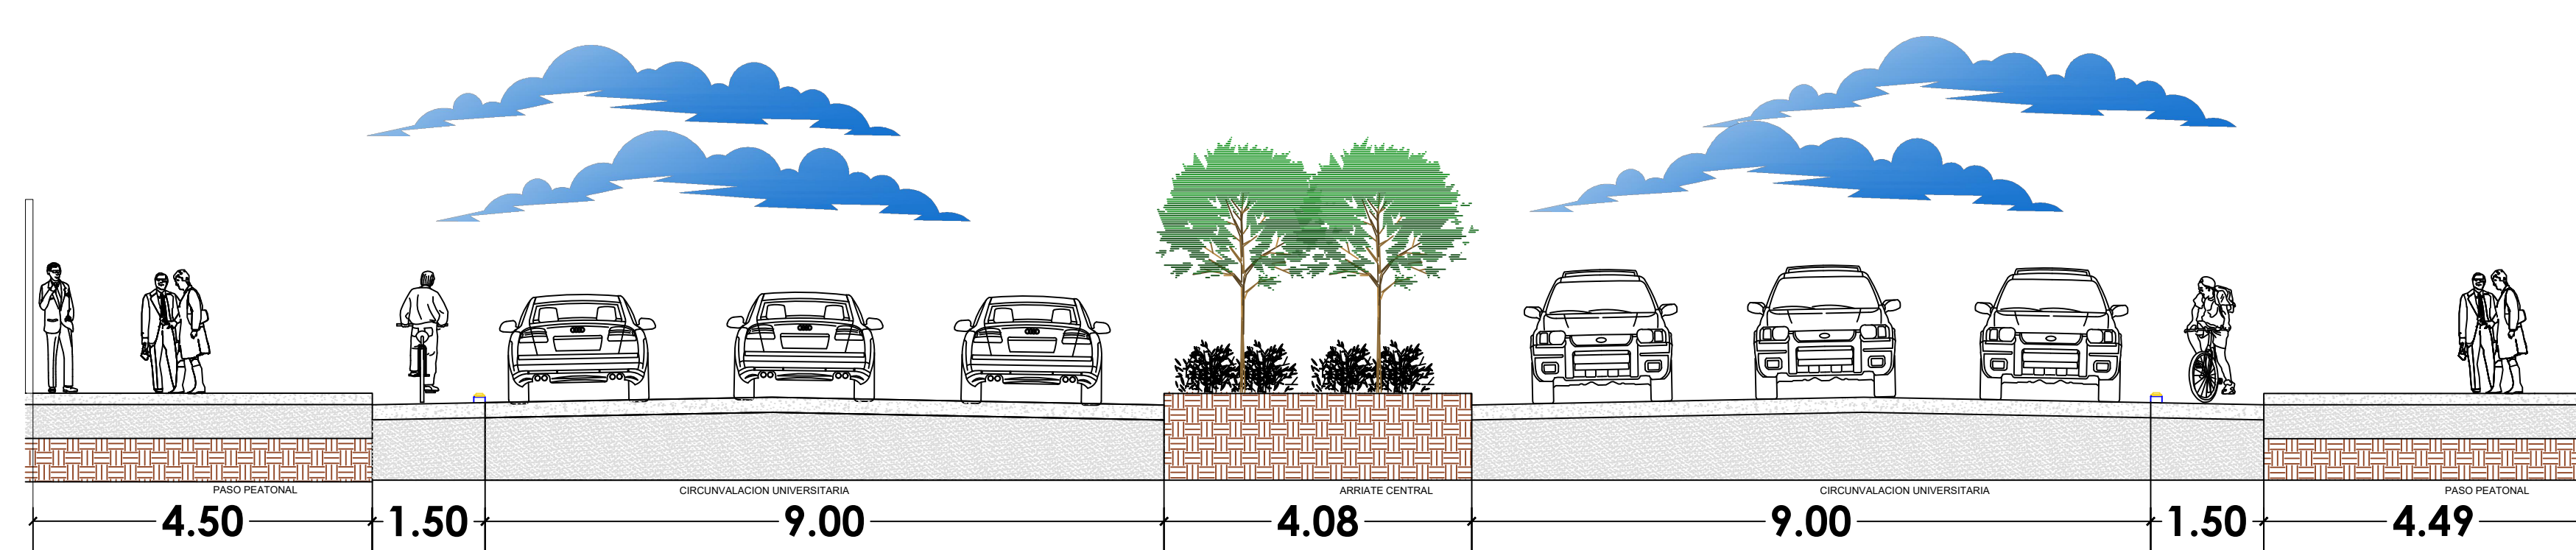 PASO PEATONAL
CIRCUNVALACION UNIVERSITARIA
ARRIATE CENTRAL
CIRCUNVALACION UNIVERSITARIA
PASO PEATONAL
4.50
1.50
9.00
4.08
9.00
1.50
4.49